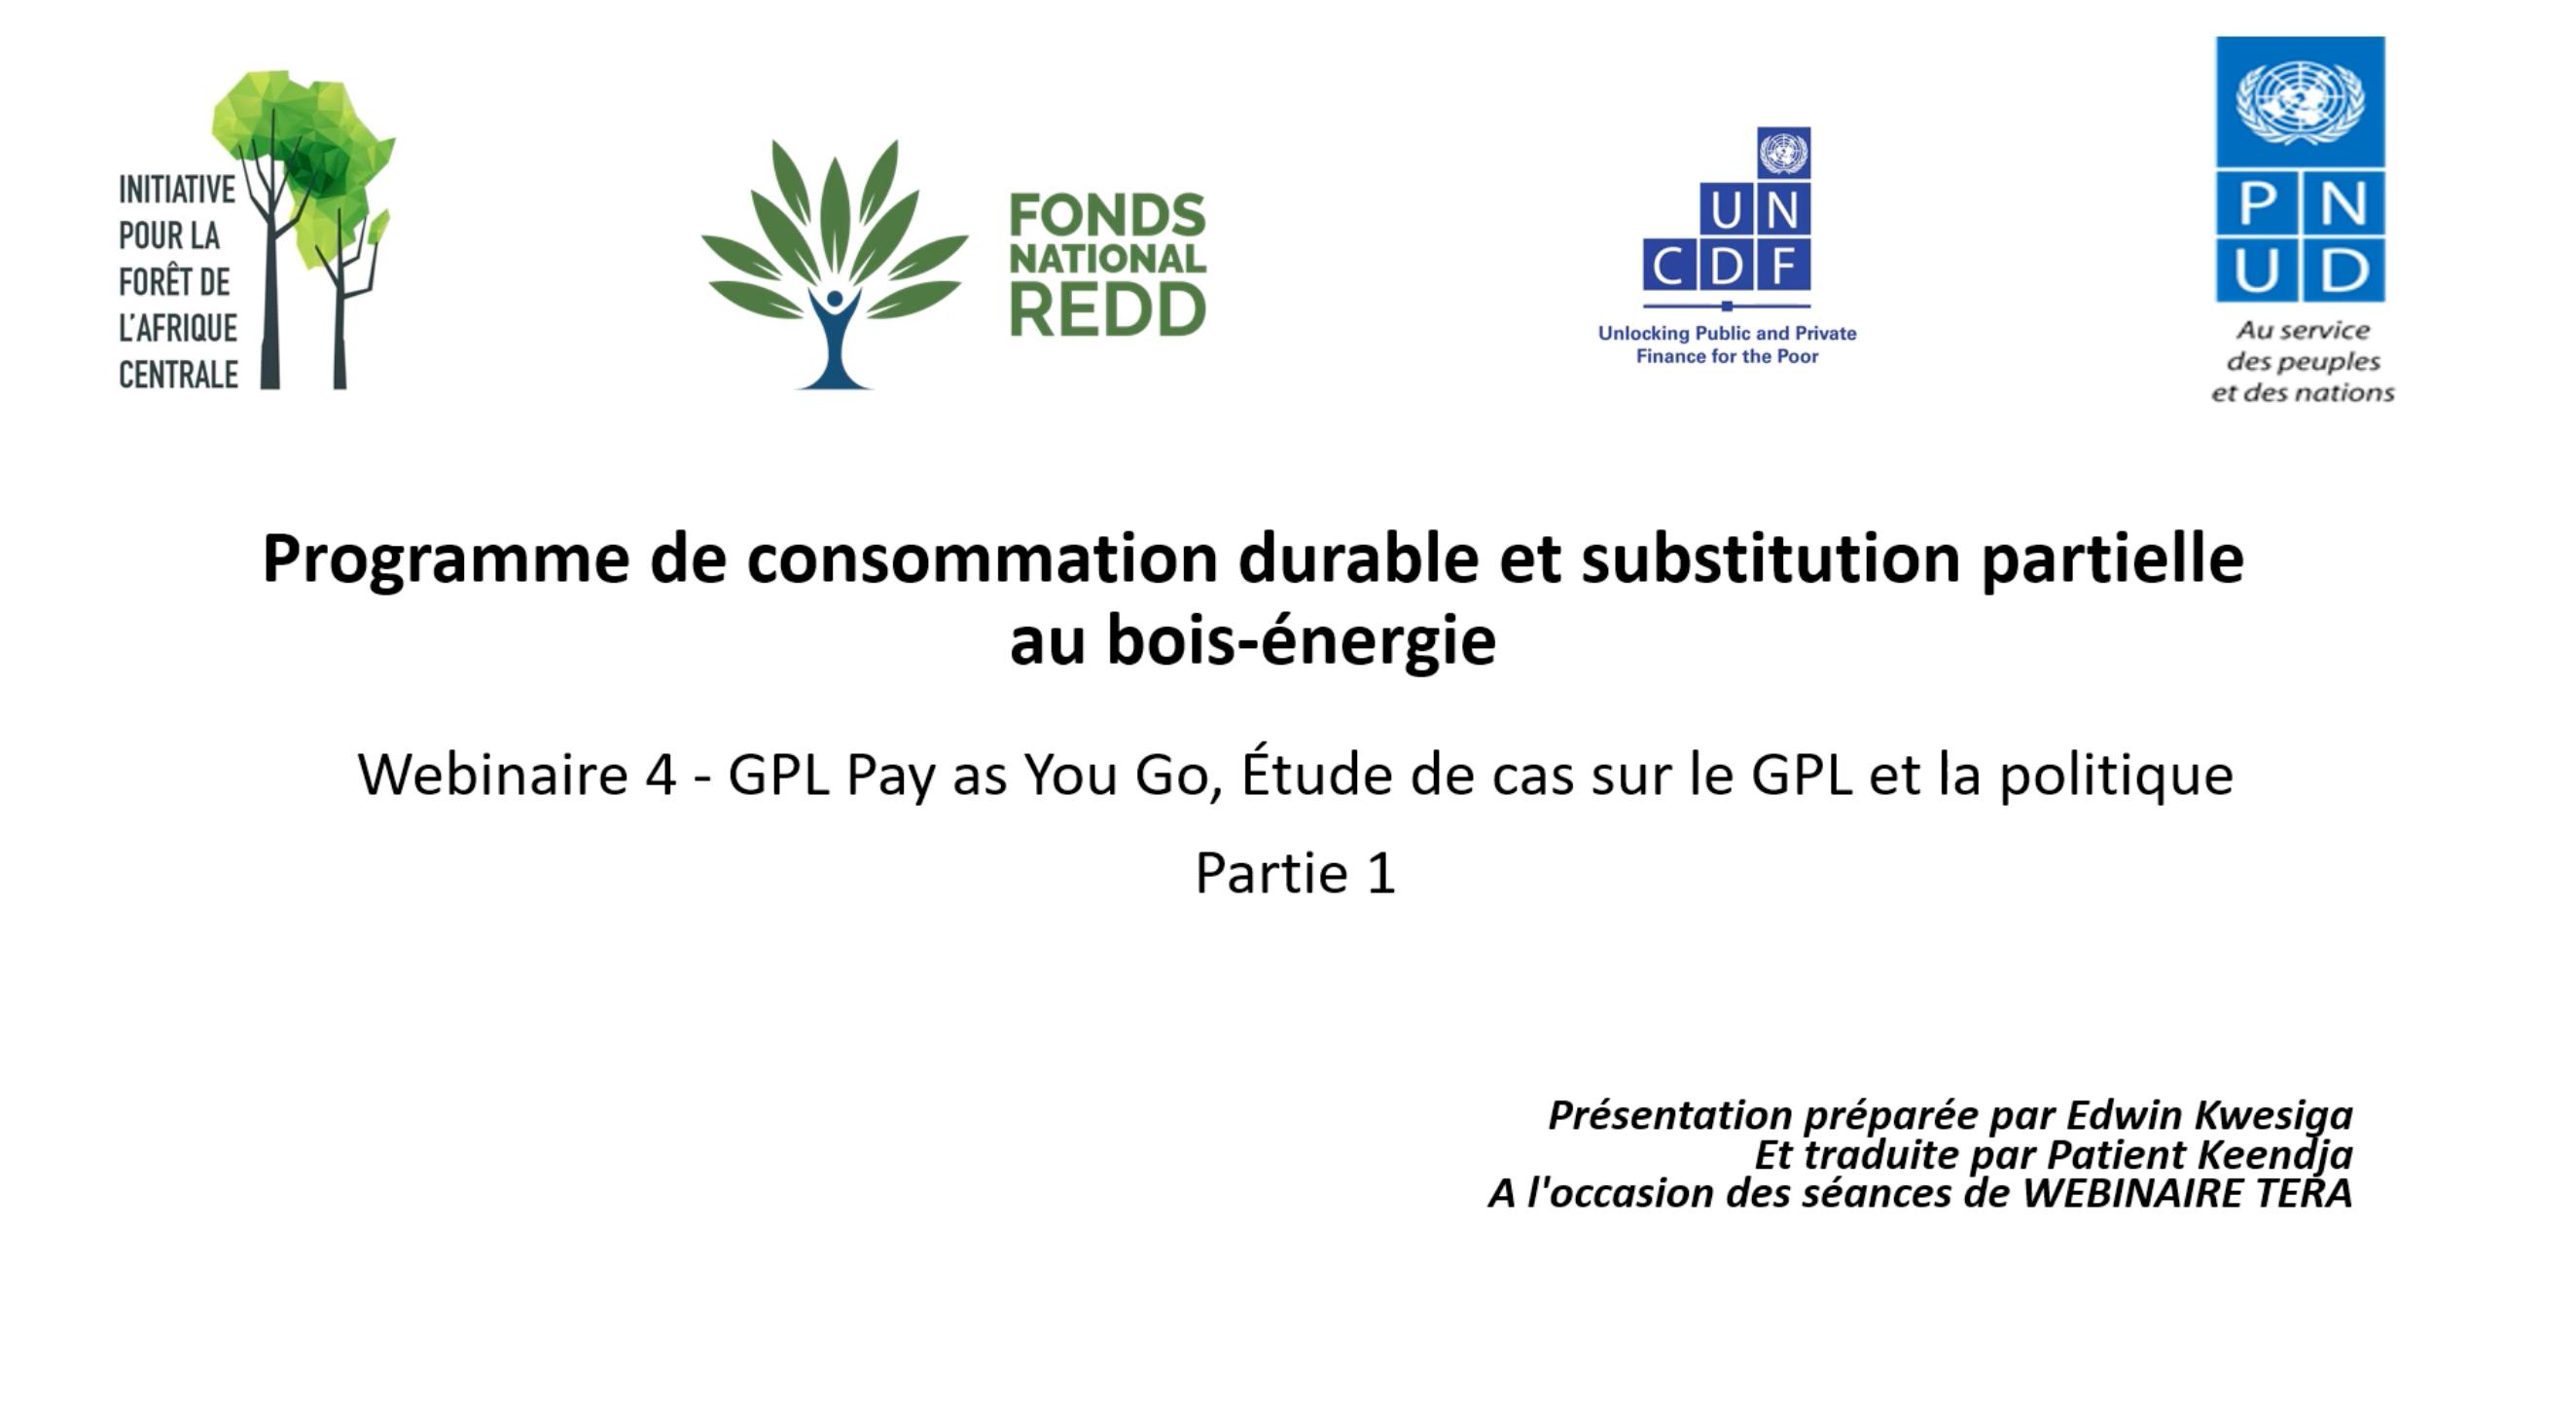 INITIATIVE
POUR LA
FORÊT DE
L'AFRIQUE
CENTRALE
FONDS
NATIONAL
REDD
UN
CDF
Unlocking Public and Private
Finance for the Poor
PN
UD
Au service
des peuples
et des nations
Programme de consommation durable et substitution partielle
au bois-énergie
Webinaire 4 - GPL Pay as You Go, Étude de cas sur le GPL et la politique
Partie 1
Présentation préparée par Edwin Kwesiga
Et traduite par Patient Keendja
A l'occasion des séances de WEBINAIRE TERA